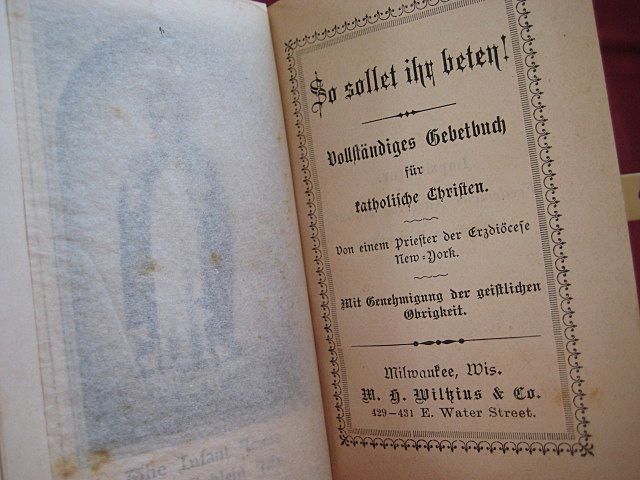 So sollet ihr beten!
Vollständiges Gebetbuch
für
katholische Christen.
Von einem Priester der Erzdiöcese
New-York.
Mit Genehmigung der geistlichen
Obrigkeit.
Milwaukee, Wis.
M. H. Wiltzius & Co.
429-431 E. Water Street.
The Infant